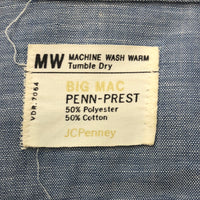 MW MACHINE WASH WARM
Tumble Dry
VDR. 7064
BIG MAC
PENN-PREST
50% Polyester
50% Cotton
JCPenney